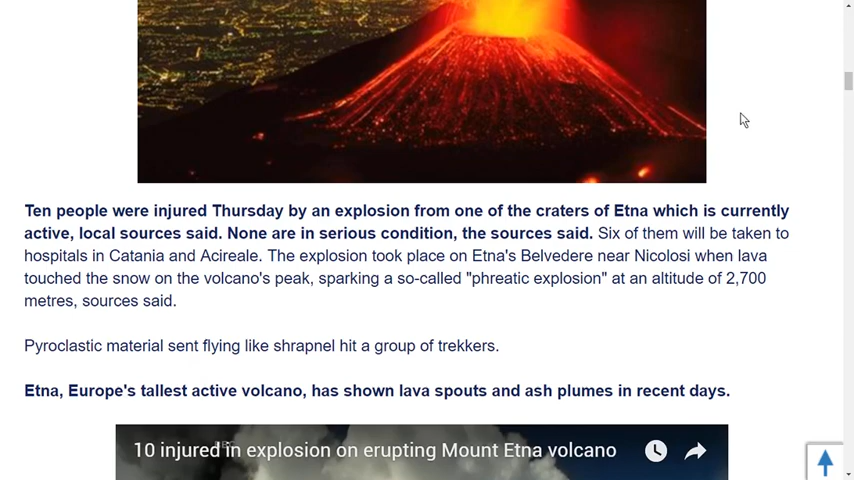 Ten people were injured Thursday by an explosion from one of the craters of Etna which is currently
active, local sources said. None are in serious condition, the sources said. Six of them will be taken to
hospitals in Catania and Acireale. The explosion took place on Etna's Belvedere near Nicolosi when lava
touched the snow on the volcano's peak, sparking a so-called "phreatic explosion" at an altitude of 2,700
metres, sources said.
Pyroclastic material sent flying like shrapnel hit a group of trekkers.
Etna, Europe's tallest active volcano, has shown lava spouts and ash plumes in recent days.
10 injured in explosion on erupting Mount Etna volcano